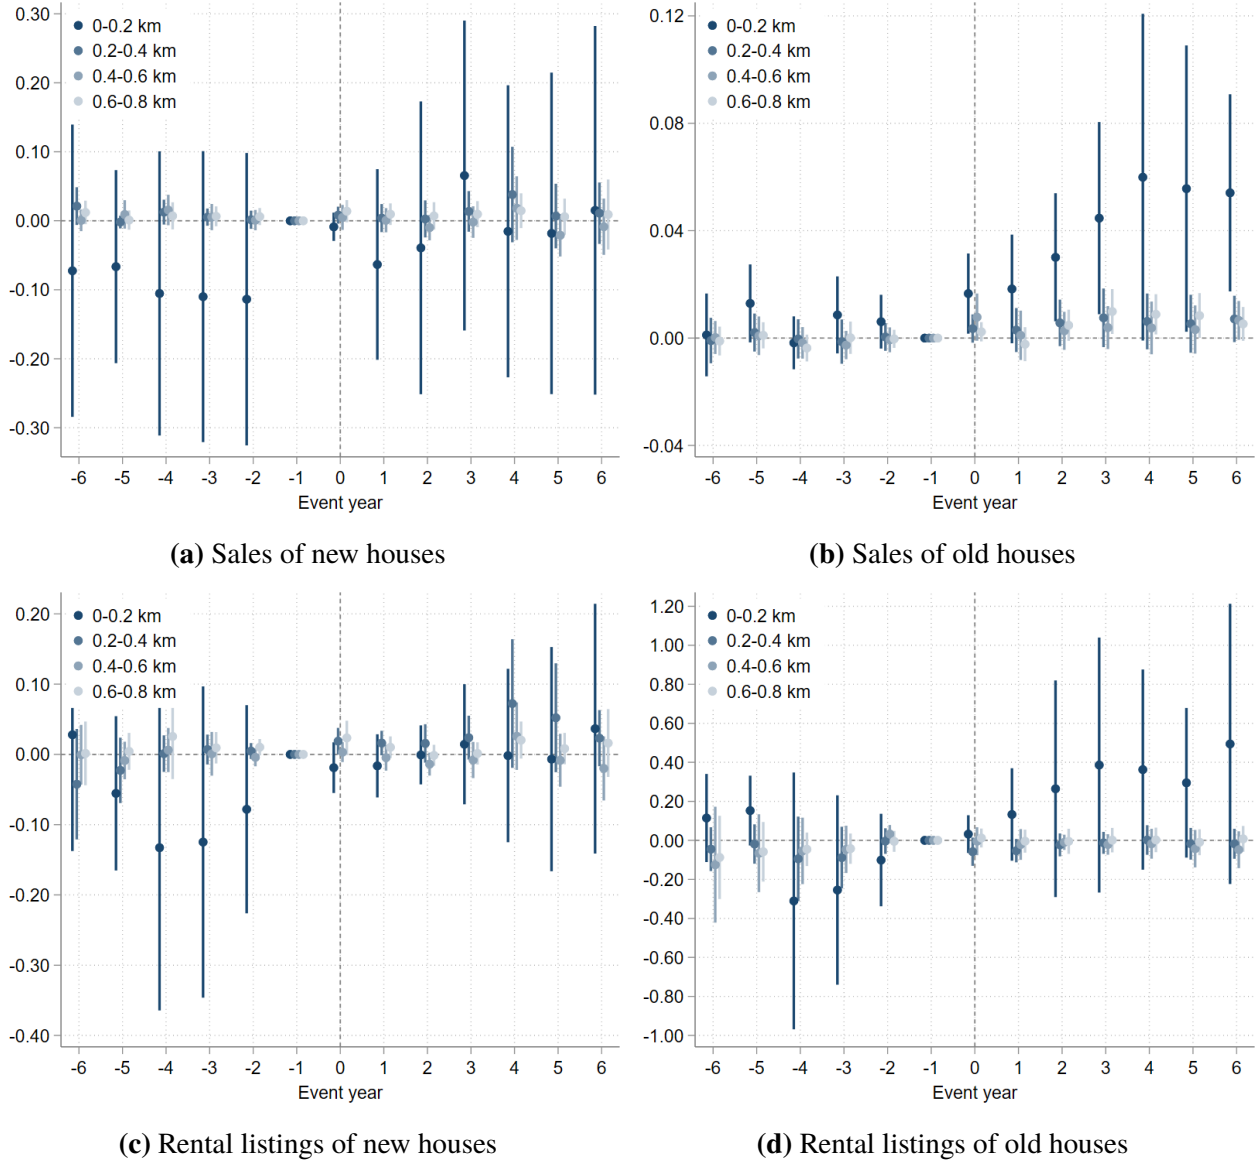 0.30
0.20
0.10
0.00
-0.10
-0.20
-0.30
0-0.2 km
0.2-0.4 km
0.4-0.6 km
0.6-0.8 km
-6 -5 -4 -3 -2 -1 0 1 2 3 4 5 6
Event year
(a) Sales of new houses
0.12
0.08
0.04
0.00
-0.04
0-0.2 km
0.2-0.4 km
0.4-0.6 km
0.6-0.8 km
-6 -5 -4 -3 -2 -1 0 1 2 3 4 5 6
Event year
(b) Sales of old houses
0.20
0.10
0.00
-0.10
-0.20
-0.30
-0.40
0-0.2 km
0.2-0.4 km
0.4-0.6 km
0.6-0.8 km
-6 -5 -4 -3 -2 -1 0 1 2 3 4 5 6
Event year
(c) Rental listings of new houses
1.20
1.00
0.80
0.60
0.40
0.20
0.00
-0.20
-0.40
-0.60
-0.80
-1.00
0-0.2 km
0.2-0.4 km
0.4-0.6 km
0.6-0.8 km
-6 -5 -4 -3 -2 -1 0 1 2 3 4 5 6
Event year
(d) Rental listings of old houses